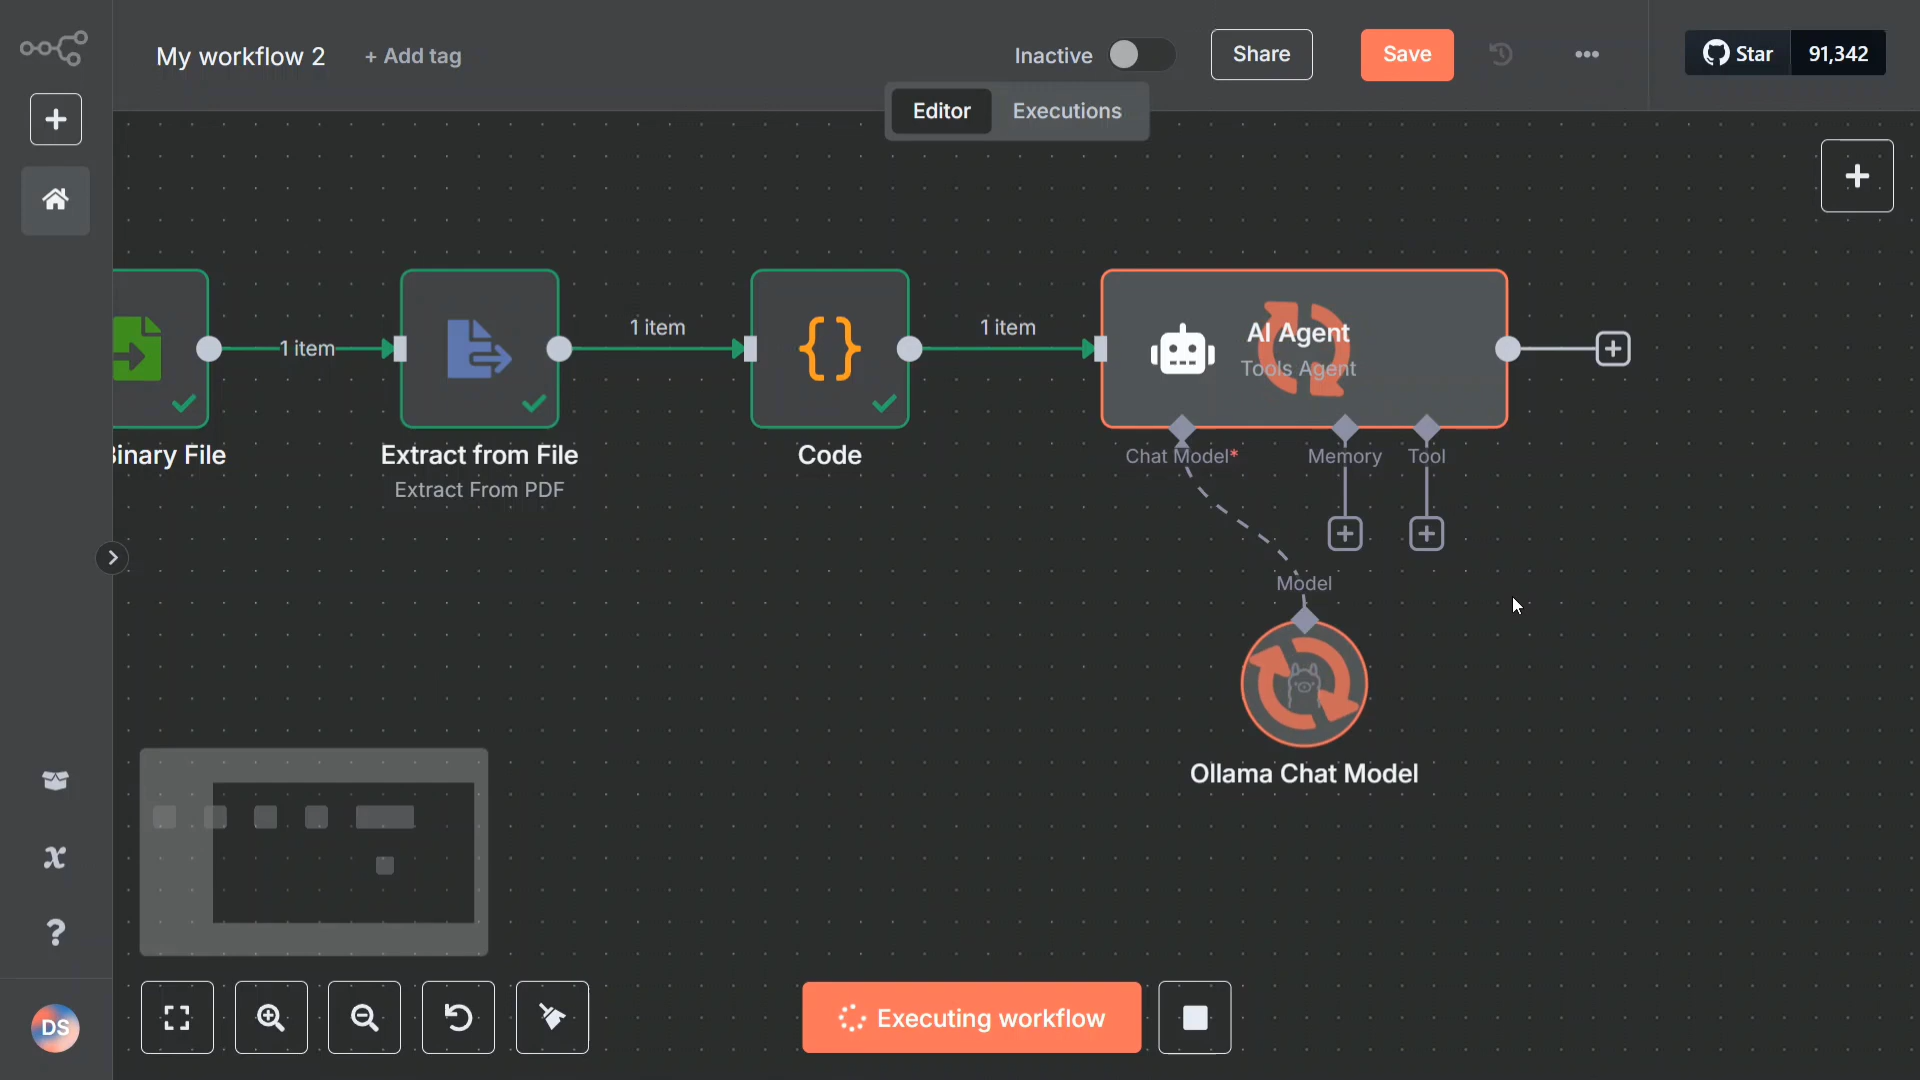 My workflow 2
+ Add tag
Inactive
Share
Save
Star
91,342
Editor
Executions
1 item
1 item
1 item
AI Agent
Tools Agent
Binary File
Extract from File
Extract From PDF
Code
Chat Model*
Memory
Tool
Model
Ollama Chat Model
DS
Executing workflow